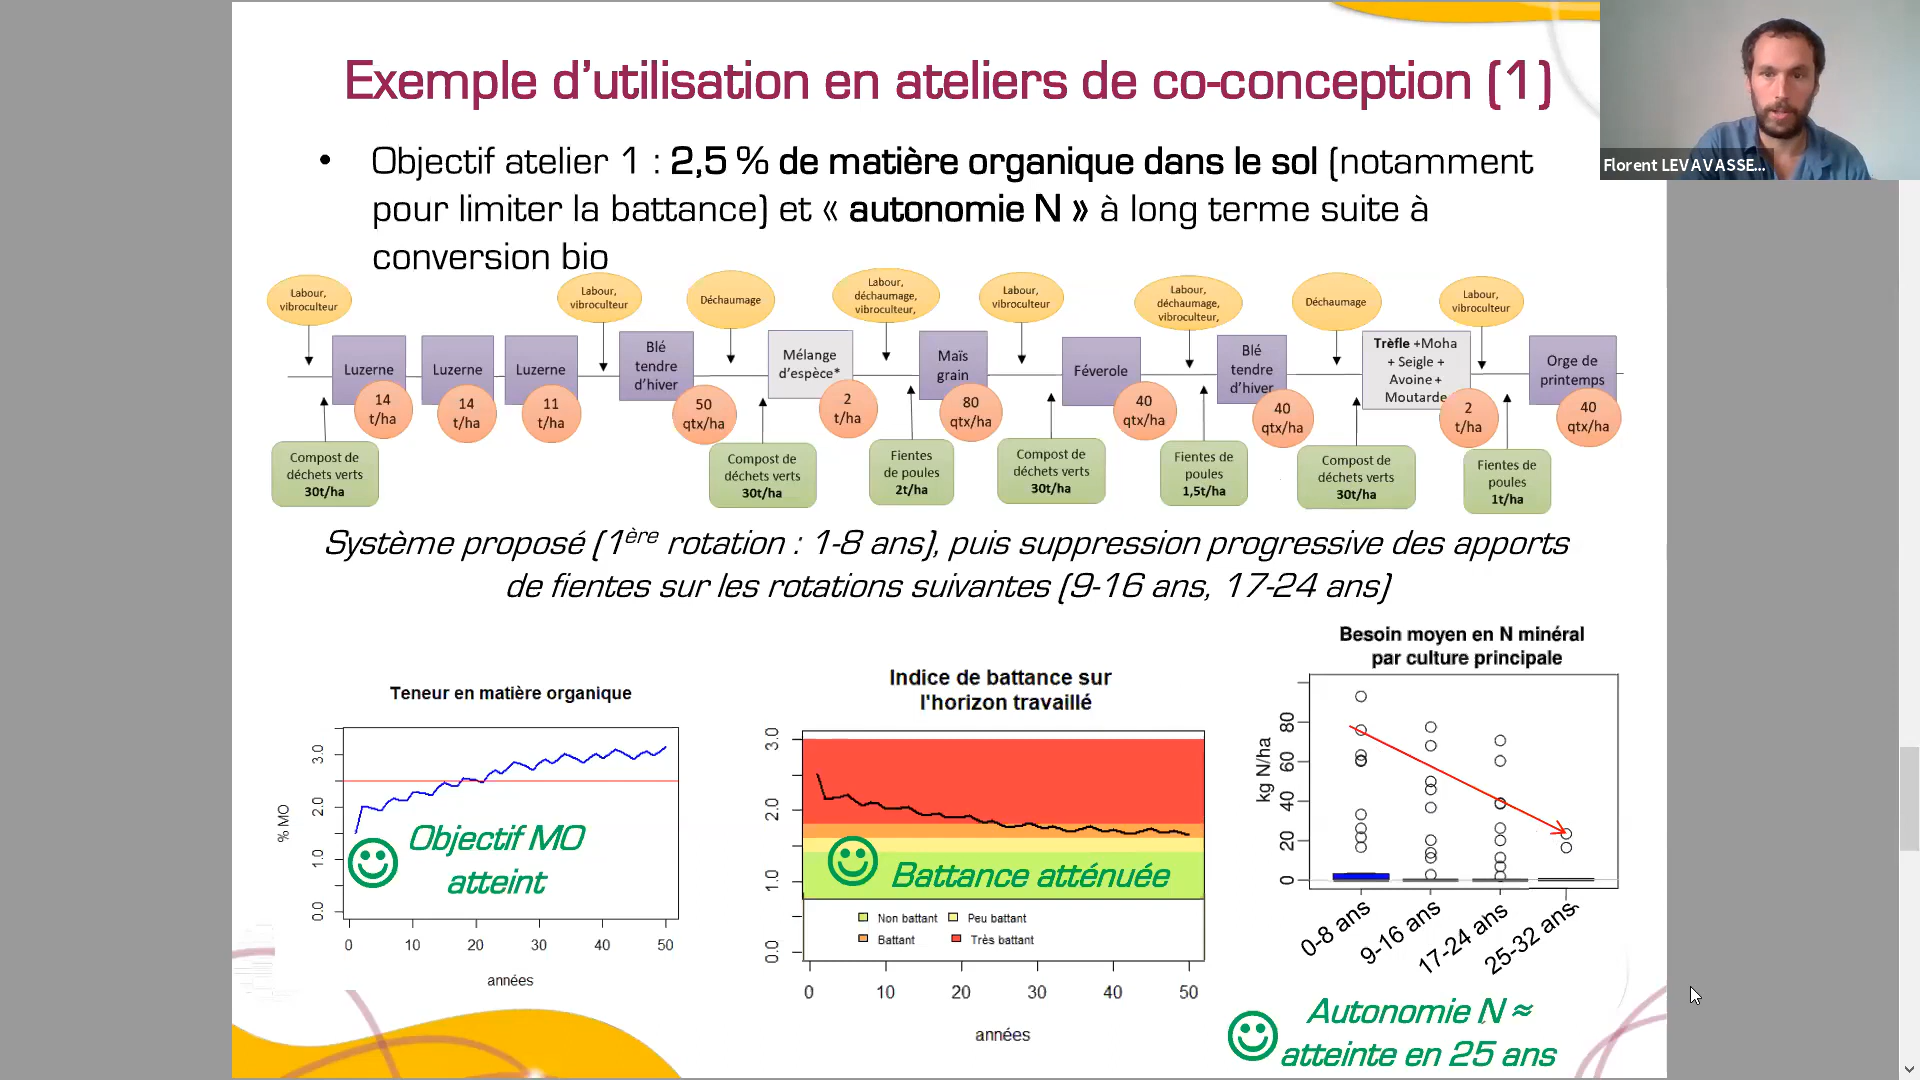 Exemple d'utilisation en ateliers de co-conception (1)
Florent LEVAVASSE...
• Objectif atelier 1 : 2,5 % de matière organique dans le sol (notamment
pour limiter la battance) et « autonomie N » à long terme suite à
conversion bio
Labour,
vibroculteur
Labour,
vibroculteur
Déchaumage
Labour,
déchaumage,
vibroculteur,
Labour,
vibroculteur
Labour,
déchaumage,
vibroculteur,
Déchaumage
Labour,
vibroculteur
Luzerne
Luzerne
Luzerne
Blé
tendre
d'hiver
Mélange
d'espèce*
Maïs
grain
Féverole
Blé
tendre
d'hiver
Trèfle +Moha
+ Seigle +
Avoine +
Moutarde
Orge de
printemps
14
t/ha
14
t/ha
11
t/ha
50
qtx/ha
2
t/ha
80
qtx/ha
40
qtx/ha
40
qtx/ha
2
t/ha
40
qtx/ha
Compost de
déchets verts
30t/ha
Compost de
déchets verts
30t/ha
Fientes
de poules
2t/ha
Compost de
déchets verts
30t/ha
Fientes de
poules
1,5t/ha
Compost de
déchets verts
30t/ha
Fientes de
poules
1t/ha
Système proposé (1ère rotation : 1-8 ans), puis suppression progressive des apports
de fientes sur les rotations suivantes (9-16 ans, 17-24 ans)
Teneur en matière organique
% MO
3.0
2.0
1.0
0.0
Objectif MO
atteint
0 10 20 30 40 50
années
Indice de battance sur
l'horizon travaillé
3.0
2.0
1.0
0.0
Battance atténuée
Non battant Peu battant
Battant Très battant
0 10 20 30 40 50
années
Besoin moyen en N minéral
par culture principale
kg N/ha
80
60
40
20
0
0-8 ans
9-16 ans
17-24 ans
25-32 ans
Autonomie N ≈
atteinte en 25 ans